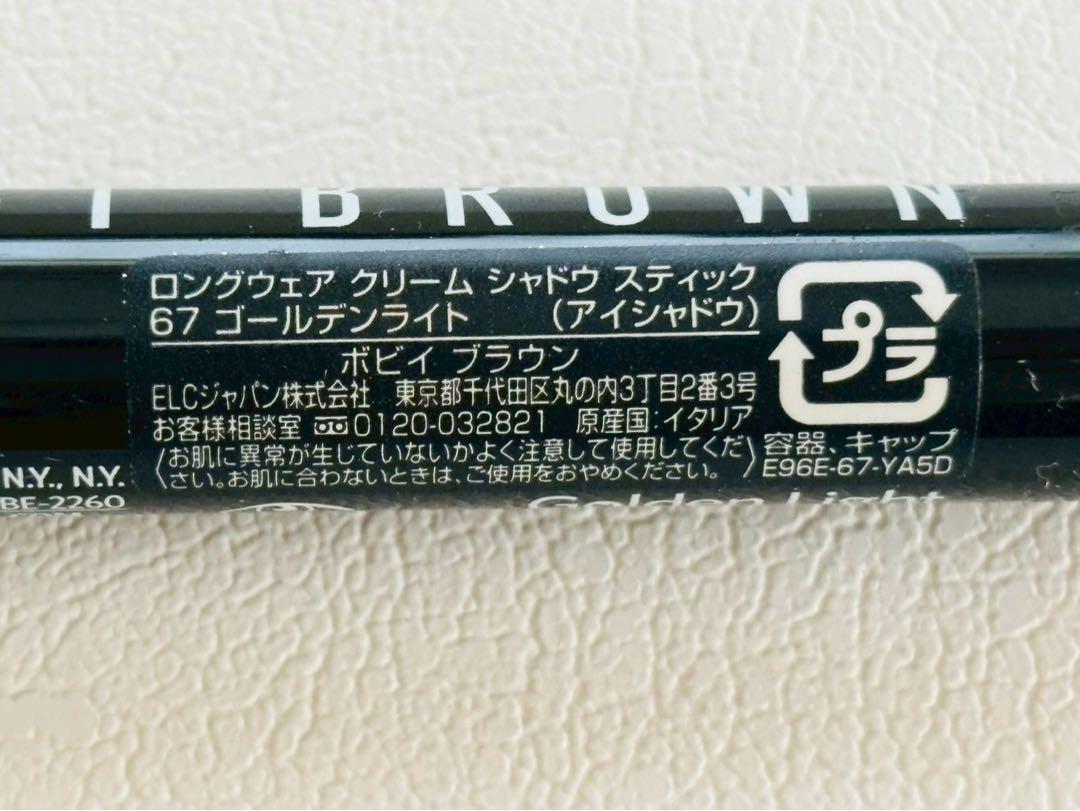 I BROWN
ロングウェア クリーム シャドウ スティック
67 ゴールデンライト （アイシャドウ）
ボビイ ブラウン
ELCジャパン株式会社 東京都千代田区丸の内3丁目2番3号
お客様相談室 0120-032821 原産国:イタリア
〈お肌に異常が生じていないかよく注意して使用してくだ
さい。お肌に合わないときは、ご使用をおやめください。〉
プラ
容器、キャップ
E96E-67-YA5D
N.Y., N.Y.
BE-2260
Golden Light